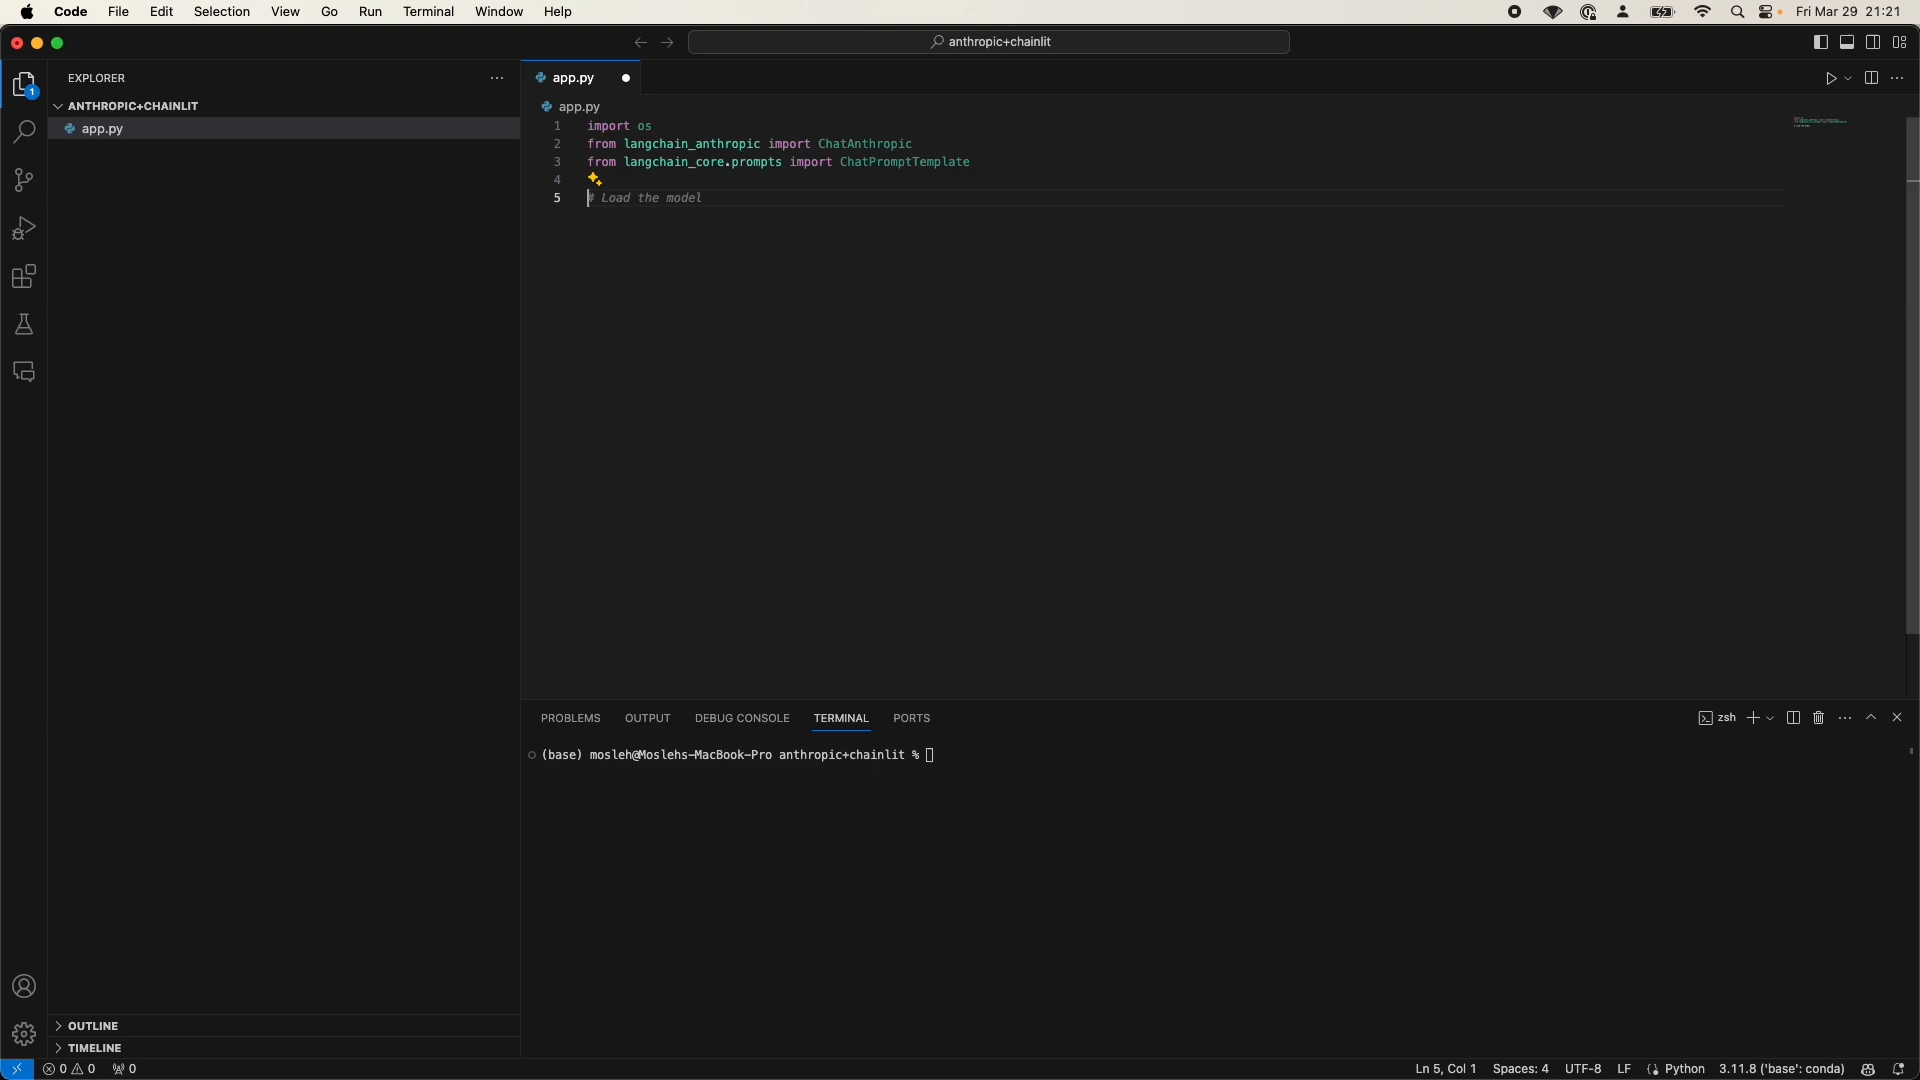 Code File Edit Selection View Go Run Terminal Window Help Fri Mar 29 21:21
anthropic+chainlit
EXPLORER
1
ANTHROPIC+CHAINLIT
app.py
OUTLINE
TIMELINE
app.py
app.py
1 import os
2 from langchain_anthropic import ChatAnthropic
3 from langchain_core.prompts import ChatPromptTemplate
4
5 # Load the model
PROBLEMS OUTPUT DEBUG CONSOLE TERMINAL PORTS zsh
(base) mosleh@Moslehs-MacBook-Pro anthropic+chainlit %
0 0 0 Ln 5, Col 1 Spaces: 4 UTF-8 LF Python 3.11.8 ('base': conda)